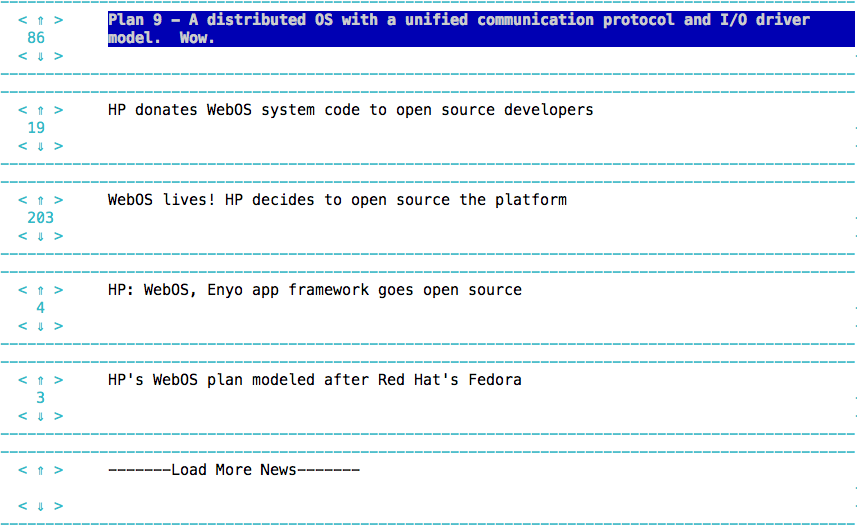 < ⇑ > Plan 9 - A distributed OS with a unified communication protocol and I/O driver
86 model.  Wow.
< ⇓ >
< ⇑ > HP donates WebOS system code to open source developers
19
< ⇓ >
< ⇑ > WebOS lives! HP decides to open source the platform
203
< ⇓ >
< ⇑ > HP: WebOS, Enyo app framework goes open source
4
< ⇓ >
< ⇑ > HP's WebOS plan modeled after Red Hat's Fedora
3
< ⇓ >
< ⇑ > -------Load More News-------
< ⇓ >